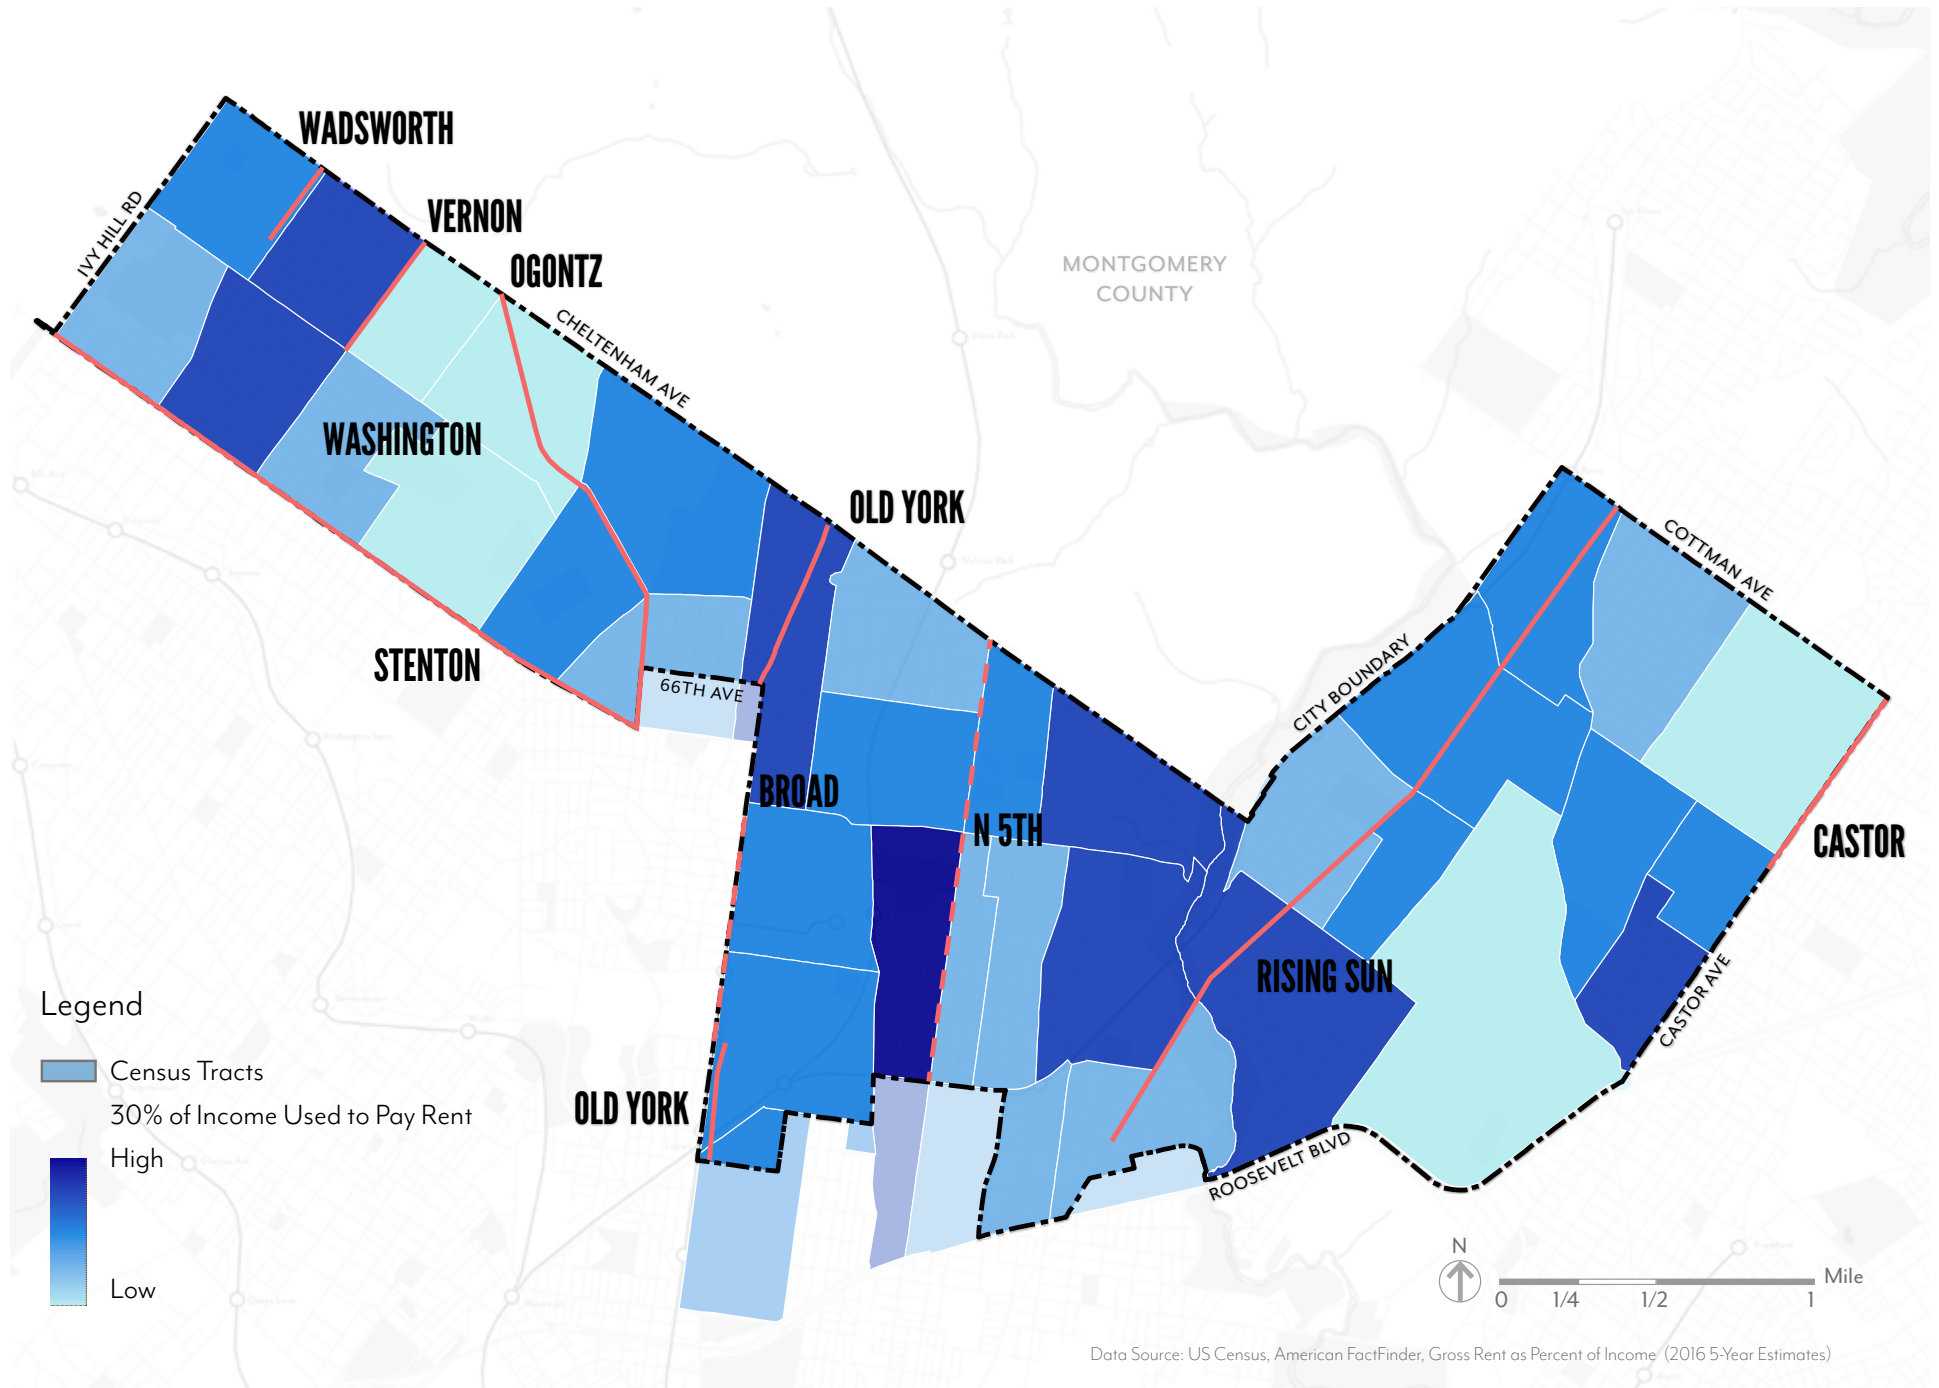 WADSWORTH
IVY HILL RD
VERNON
OGONTZ
CHELTENHAM AVE
MONTGOMERY
COUNTY
WASHINGTON
OLD YORK
COTTMAN AVE
STENTON
66TH AVE
CITY BOUNDARY
BROAD
N 5TH
CASTOR
RISING SUN
CASTOR AVE
OLD YORK
ROOSEVELT BLVD
Legend
Census Tracts
30% of Income Used to Pay Rent
High
Low
N
Mile
0 1/4 1/2 1
Data Source: US Census, American FactFinder, Gross Rent as Percent of Income (2016 5-Year Estimates)